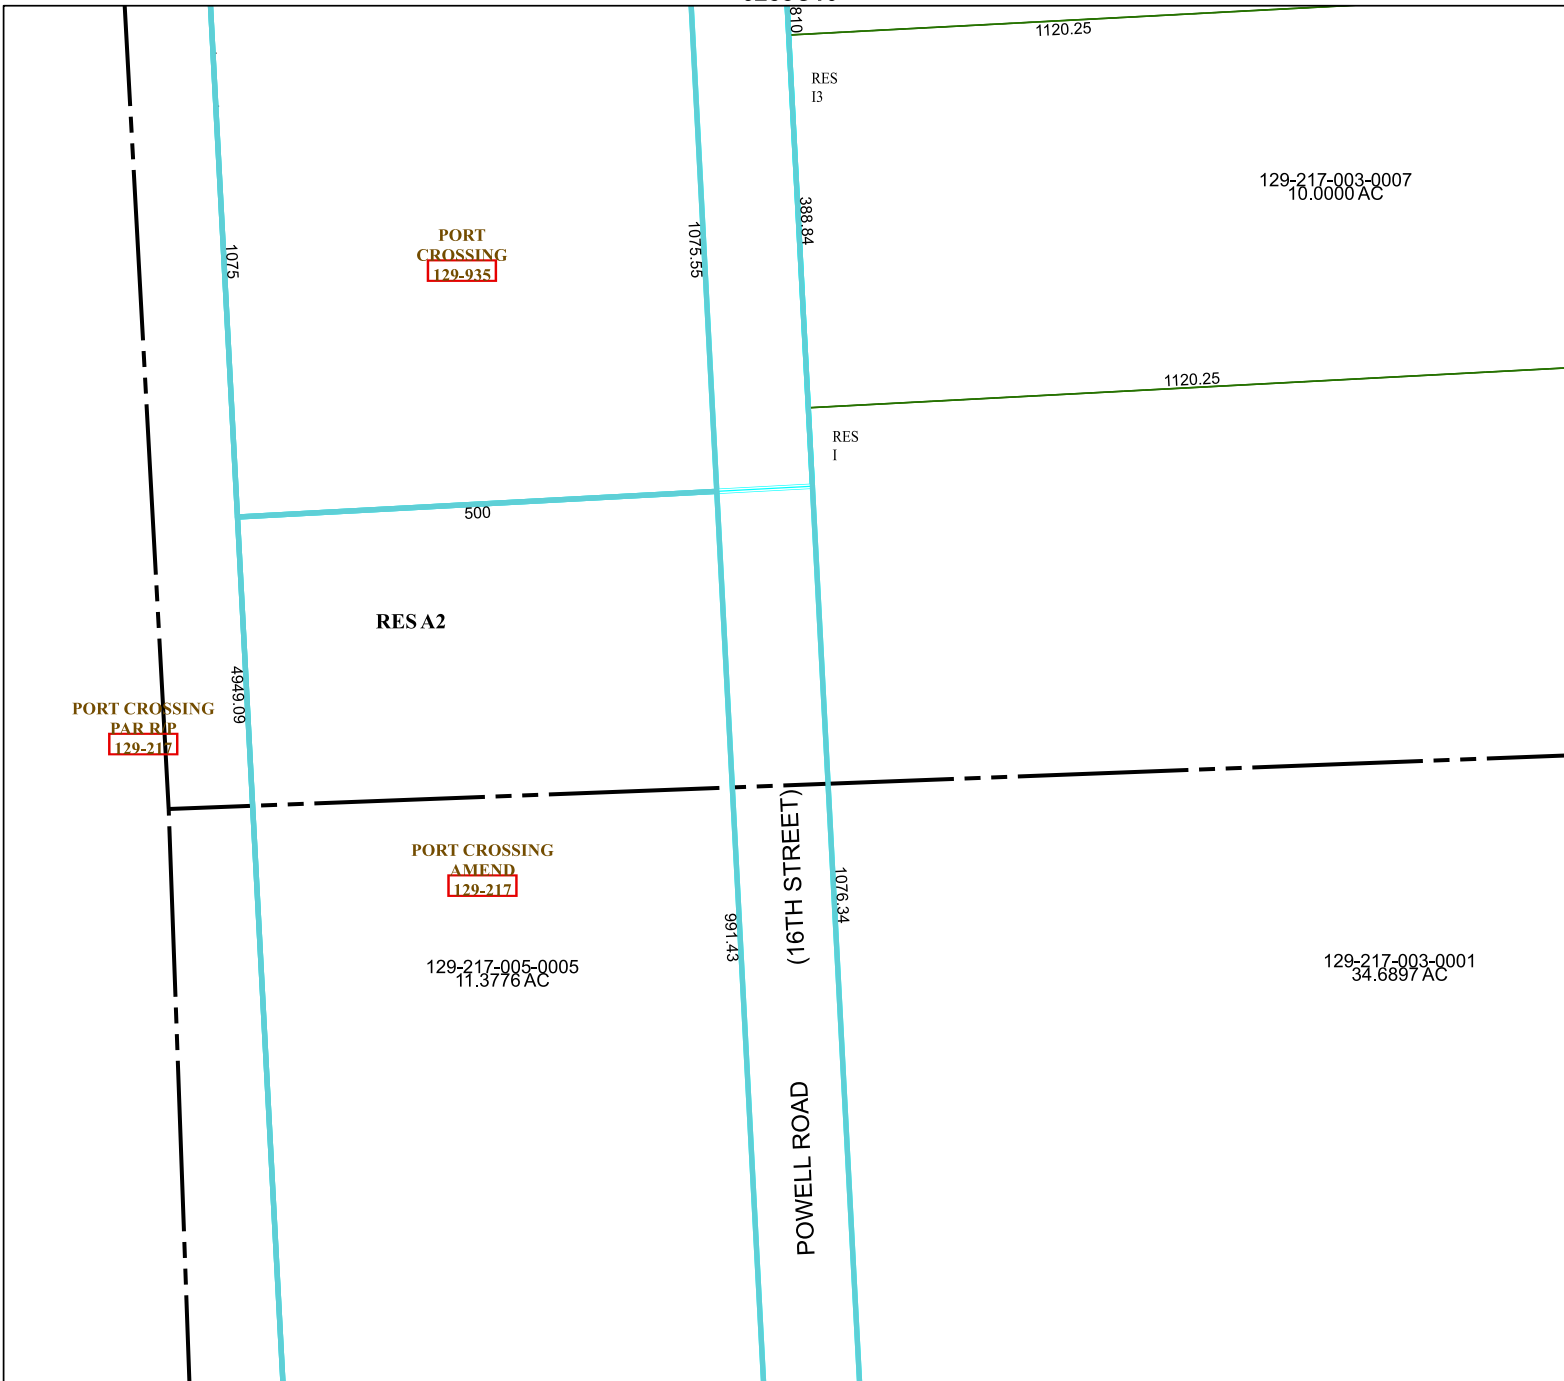 810
1120.25
RES
I3
129-217-003-0007
10.0000 AC
388.84
1075
PORT
CROSSING
129-935
1075.55
1120.25
RES
I
500
RES A2
4949.09
PORT CROSSING
PAR R/P
129-217
PORT CROSSING
AMEND
129-217
(16TH STREET)
1076.34
991.43
129-217-005-0005
11.3776 AC
129-217-003-0001
34.6897 AC
POWELL ROAD